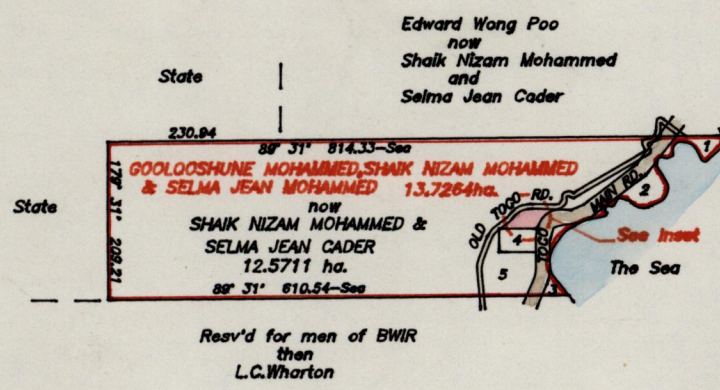 Edward Wong Poo
now
Shaik Nizam Mohammed
and
Selma Jean Cader
State
230.94
89° 31' 814.33-Sea
GOOLOOSHUNE MOHAMMED, SHAIK NIZAM MOHAMMED
& SELMA JEAN MOHAMMED 13.7264ha.
now
SHAIK NIZAM MOHAMMED &
SELMA JEAN CADER
12.5711 ha.
89° 31' 610.54-Sea
State
179° 31' 209.21
OLD TOCO RD.
TOCO MAIN RD.
1
2
3
4
5
See Inset
The Sea
Resv'd for men of BWIR
then
L.C.Wharton